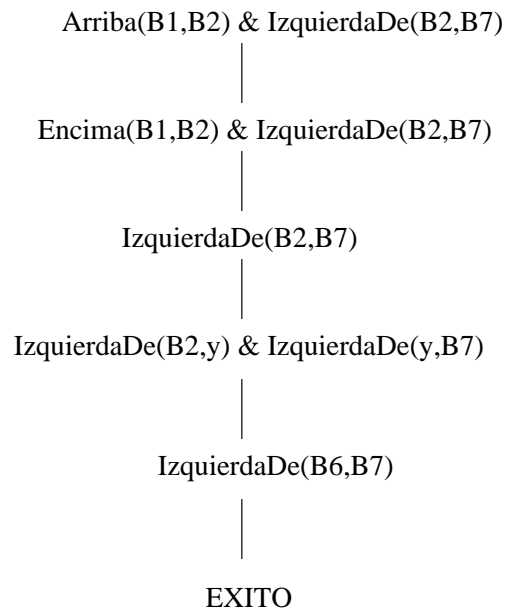 Arriba(B1,B2) & IzquierdaDe(B2,B7)
Encima(B1,B2) & IzquierdaDe(B2,B7)
IzquierdaDe(B2,B7)
IzquierdaDe(B2,y) & IzquierdaDe(y,B7)
IzquierdaDe(B6,B7)
EXITO